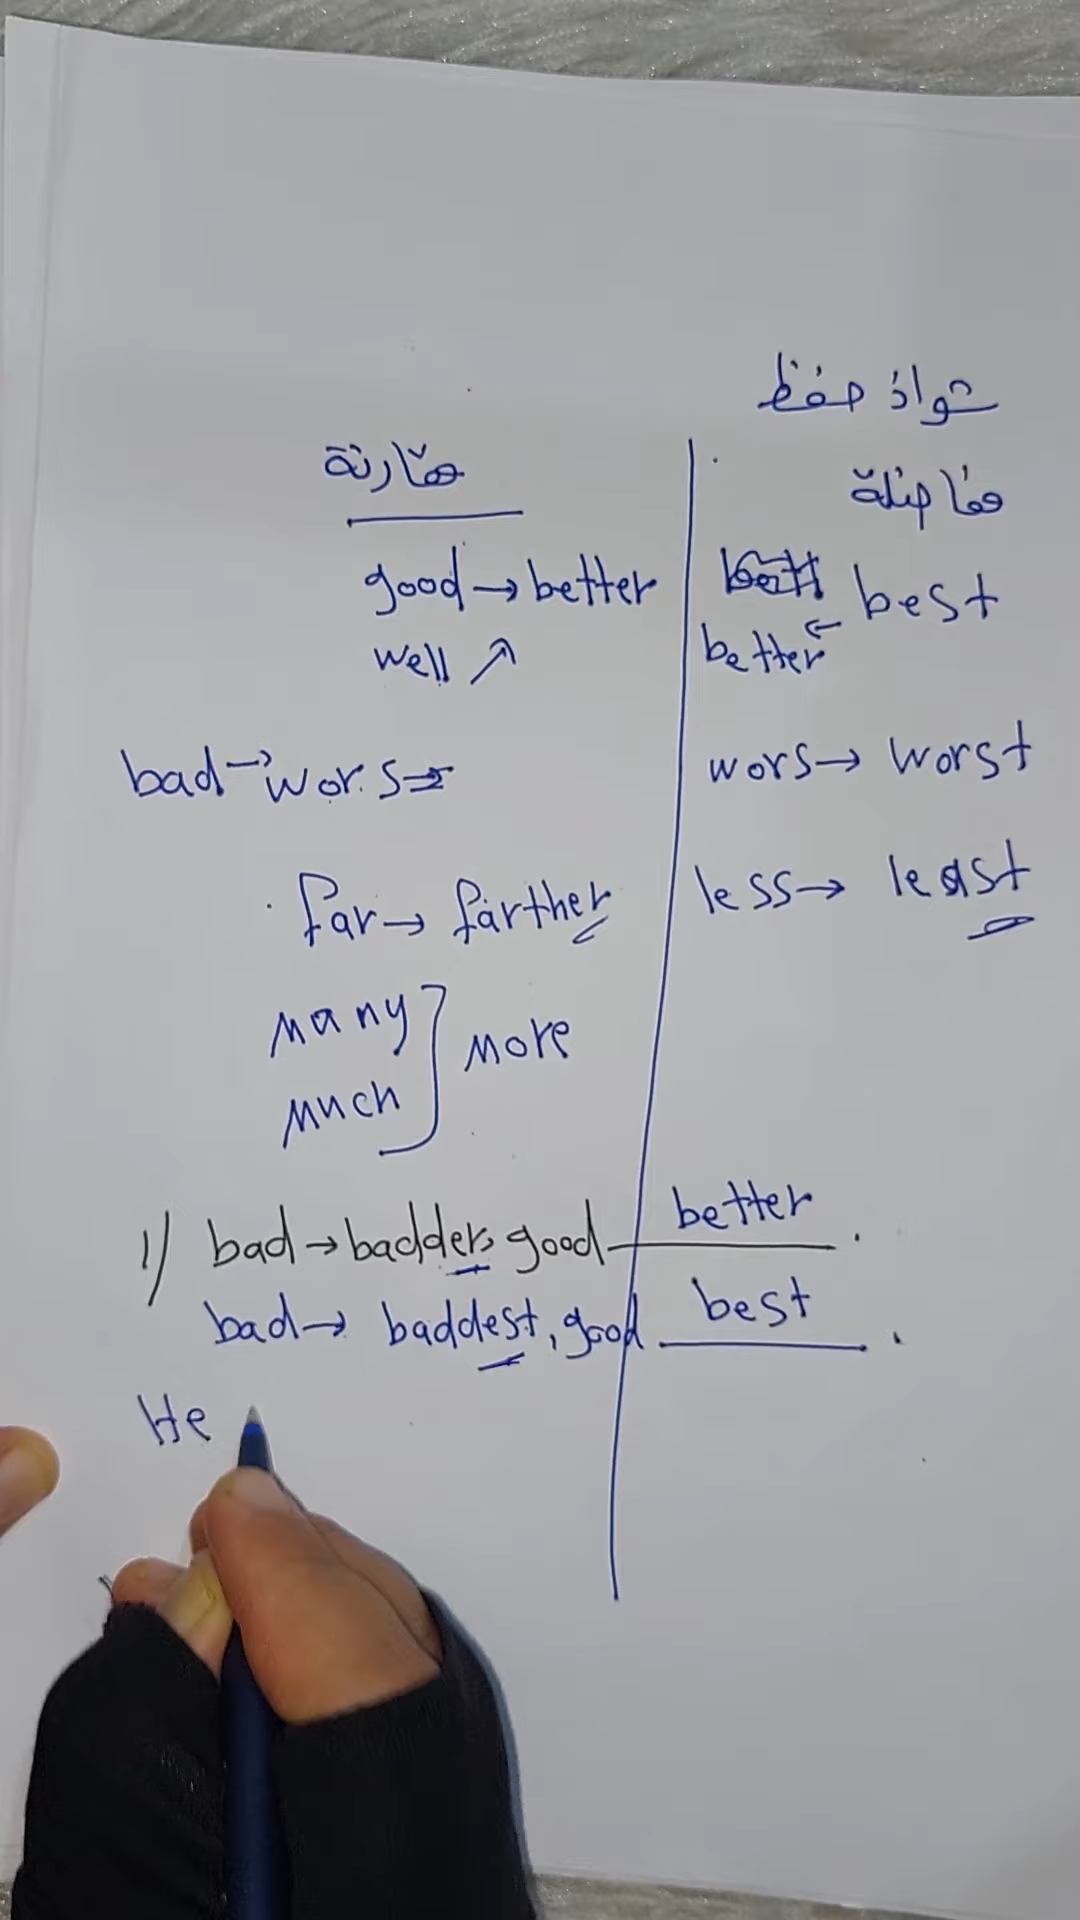 شواذ حفظ
مقارنة
مفاضلة
good → better
best
well ↗
better ←
bad → wors
wors → worst
far → farther
less → least
many
much
more
1/ bad → badder, good better .
bad → baddest, good best .
He